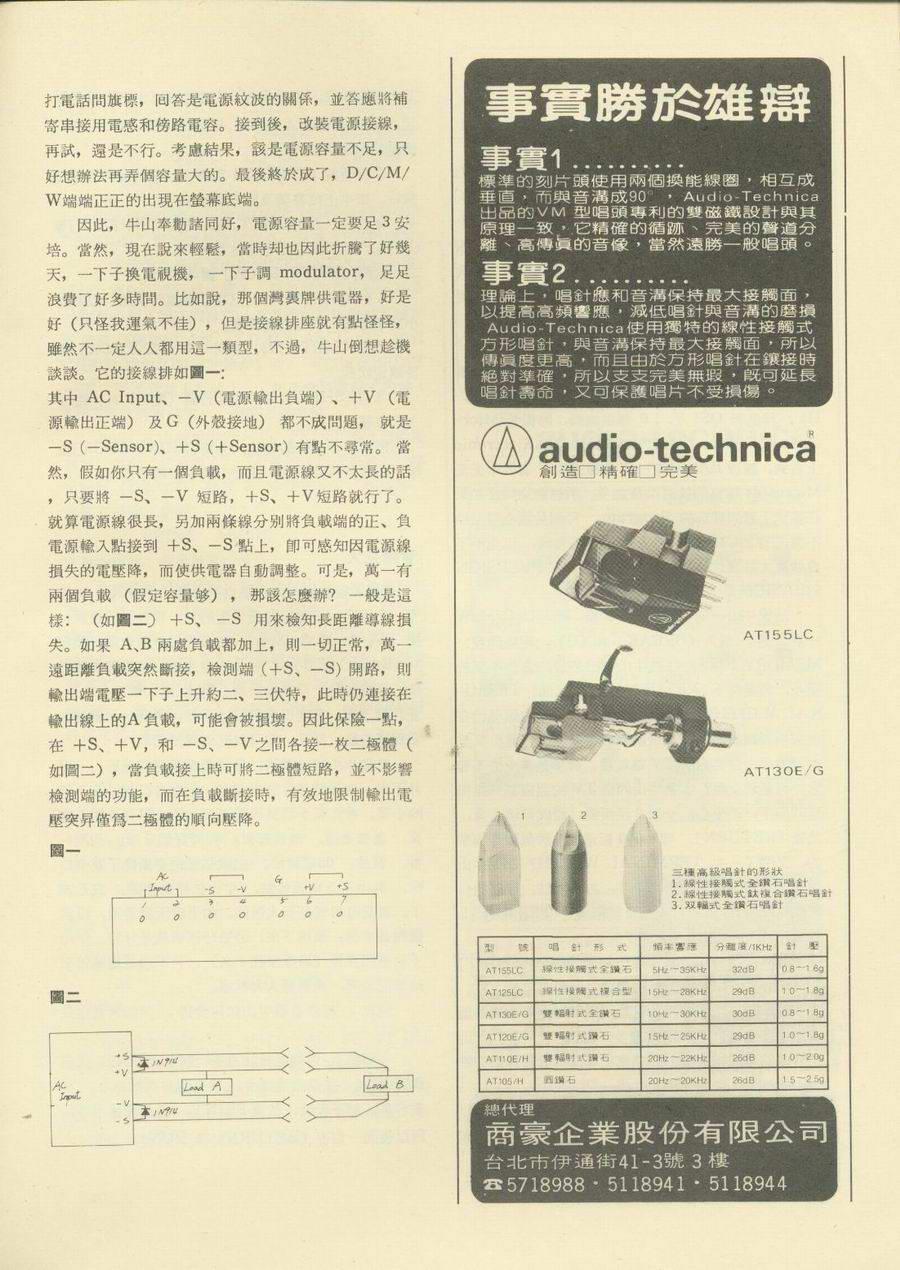 打電話問旗標，回答是電源紋波的關係，並答應將補
寄串接用電感和傍路電容。接到後，改裝電源接線，
再試，還是不行。考慮結果，該是電源容量不足，只
好想辦法再弄個容量大的。最後終於成了，D/C/M/
W端端正正的出現在螢幕底端。
因此，牛山奉勸諸同好，電源容量一定要足3安
培。當然，現在說來輕鬆，當時却也因此折騰了好幾
天，一下子換電視機，一下子調 modulator，足足
浪費了好多時間。比如說，那個灣裏牌供電器，好是
好（只怪我運氣不佳），但是接線排座就有點怪怪，
雖然不一定人人都用這一類型，不過，牛山倒想趁機
談談。它的接線排如圖一:
其中 AC Input、－V（電源輸出負端）、＋V（電
源輸出正端）及G（外殼接地）都不成問題，就是
－S (－Sensor)、＋S (＋Sensor) 有點不尋常。當
然，假如你只有一個負載，而且電源線又不太長的話
，只要將 －S、－V 短路，＋S、＋V短路就行了。
就算電源線很長，另加兩條線分別將負載端的正、負
電源輸入點接到 ＋S、－S點上，卽可感知因電源線
損失的電壓降，而使供電器自動調整。可是，萬一有
兩個負載（假定容量够），那該怎麼辦？一般是這
樣：（如圖二）＋S、－S 用來檢知長距離導線損
失。如果 A、B 兩處負載都加上，則一切正常，萬一
遠距離負載突然斷接，檢測端（＋S、－S）開路，則
輸出端電壓一下子上升約二、三伏特，此時仍連接在
輸出線上的A負載，可能會被損壞。因此保險一點，
在 ＋S、＋V，和 －S、－V之間各接一枚二極體（
如圖二），當負載接上時可將二極體短路，並不影響
檢測端的功能，而在負載斷接時，有效地限制輸出電
壓突昇僅爲二極體的順向壓降。
圖一
AC Input -S -V G +V +S
1 2 3 4 5 6 7
0 0 0 0 0 0 0
圖二
AC Input
+S
+V
-V
-S
1N914
1N914
Load A
Load B
事實勝於雄辯
事實1...........
標準的刻片頭使用兩個換能線圈，相互成
垂直，而與音溝成90°，Audio-Technica
出品的VM 型唱頭專利的雙磁鐵設計與其
原理一致，它精確的循跡、完美的聲道分
離、高傳眞的音像，當然遠勝一般唱頭。
事實2...........
理論上，唱針應和音溝保持最大接觸面，
以提高高頻響應，減低唱針與音溝的磨損
Audio-Technica使用獨特的線性接觸式
方形唱針，與音溝保持最大接觸面，所以
傳眞度更高，而且由於方形唱針在鑲接時
絕對準確，所以支支完美無瑕，旣可延長
唱針壽命，又可保護唱片不受損傷。
audio-technica®
創造□精確□完美
AT155LC
AT130E/G
1 2 3
三種高級唱針的形狀
1.線性接觸式全鑽石唱針
2.線性接觸式鈦複合鑽石唱針
3.双輻式全鑽石唱針
型 號 唱 針 形 式 頻率響應 分離度/1KHz 針 壓
AT155LC 線性接觸式全鑽石 5Hz～35KHz 32dB 0.8～1.6g
AT125LC 線性接觸式複合型 15Hz～28KHz 29dB 1.0～1.8g
AT130E/G 雙輻射式全鑽石 10Hz～30KHz 30dB 0.8～1.8g
AT120E/G 雙輻射式鑽石 15Hz～25KHz 29dB 1.0～1.8g
AT110E/H 雙輻射式鑽石 20Hz～22KHz 26dB 1.0～2.0g
AT105/H 圓鑽石 20Hz～20KHz 26dB 1.5～2.5g
總代理
商豪企業股份有限公司
台北市伊通街41-3號3樓
☎5718988·5118941·5118944